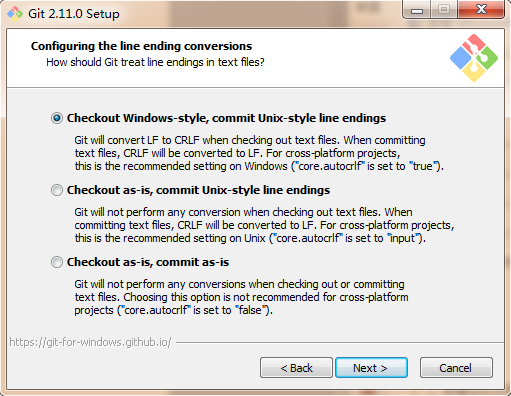 Git 2.11.0 Setup
Configuring the line ending conversions
How should Git treat line endings in text files?
Checkout Windows-style, commit Unix-style line endings
Git will convert LF to CRLF when checking out text files. When committing
text files, CRLF will be converted to LF. For cross-platform projects,
this is the recommended setting on Windows ("core.autocrlf" is set to "true").
Checkout as-is, commit Unix-style line endings
Git will not perform any conversion when checking out text files. When
committing text files, CRLF will be converted to LF. For cross-platform projects,
this is the recommended setting on Unix ("core.autocrlf" is set to "input").
Checkout as-is, commit as-is
Git will not perform any conversions when checking out or committing
text files. Choosing this option is not recommended for cross-platform
projects ("core.autocrlf" is set to "false").
https://git-for-windows.github.io/
< Back
Next >
Cancel